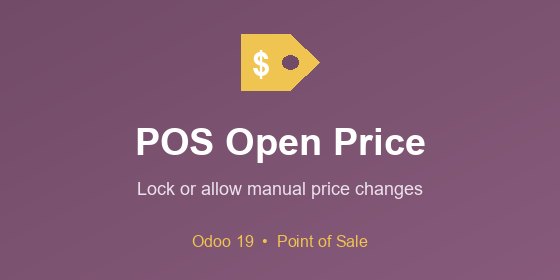 $
POS Open Price
Lock or allow manual price changes
Odoo 19 • Point of Sale